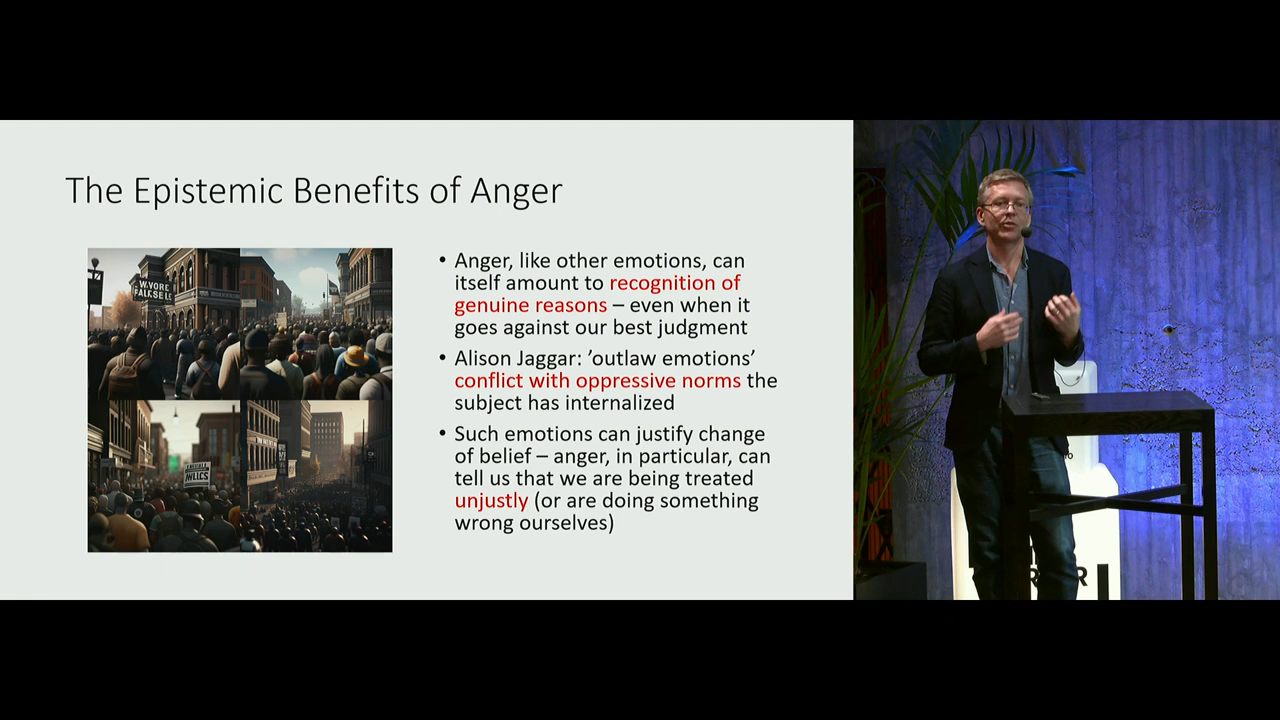 The Epistemic Benefits of Anger
• Anger, like other emotions, can
itself amount to recognition of
genuine reasons – even when it
goes against our best judgment
• Alison Jaggar: ’outlaw emotions’
conflict with oppressive norms the
subject has internalized
• Such emotions can justify change
of belief – anger, in particular, can
tell us that we are being treated
unjustly (or are doing something
wrong ourselves)